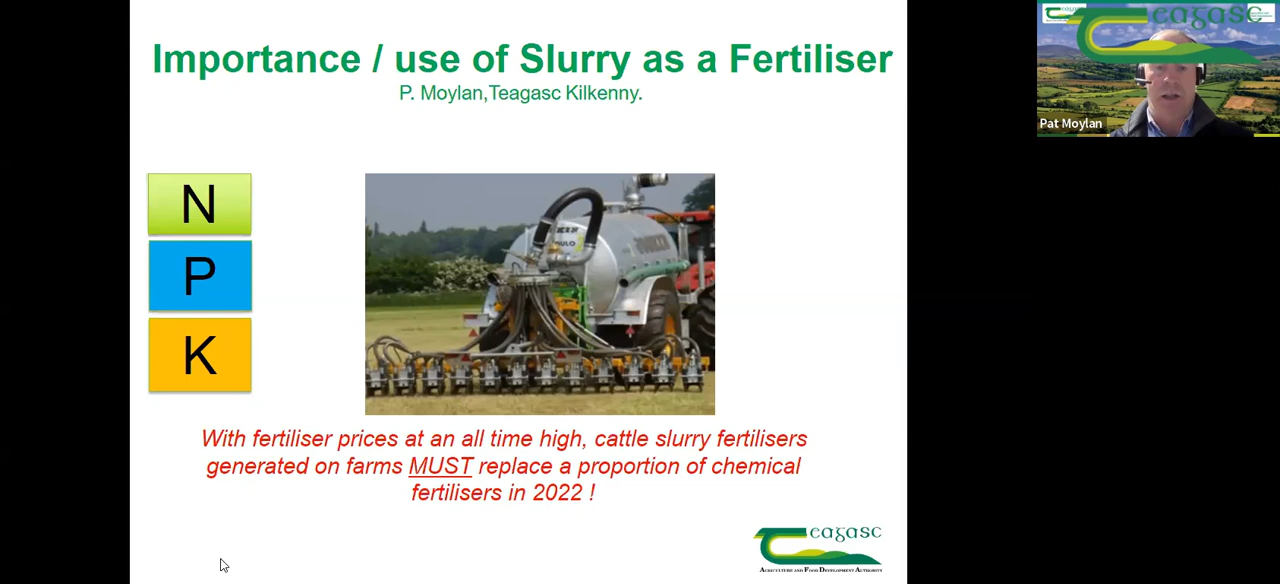 Importance / use of Slurry as a Fertiliser
P. Moylan,Teagasc Kilkenny.
N
P
K
With fertiliser prices at an all time high, cattle slurry fertilisers
generated on farms MUST replace a proportion of chemical
fertilisers in 2022 !
eagasc
AGRICULTURE AND FOOD DEVELOPMENT AUTHORITY
eagasc
Pat Moylan